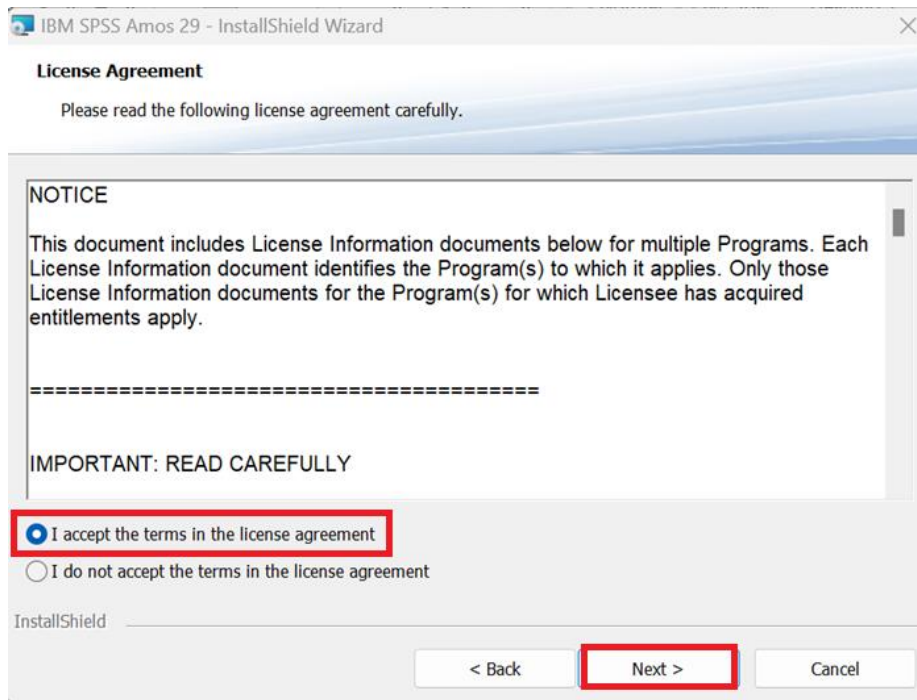 IBM SPSS Amos 29 - InstallShield Wizard
License Agreement
Please read the following license agreement carefully.
NOTICE
This document includes License Information documents below for multiple Programs. Each
License Information document identifies the Program(s) to which it applies. Only those
License Information documents for the Program(s) for which Licensee has acquired
entitlements apply.
========================================
IMPORTANT: READ CAREFULLY
I accept the terms in the license agreement
I do not accept the terms in the license agreement
InstallShield
< Back
Next >
Cancel